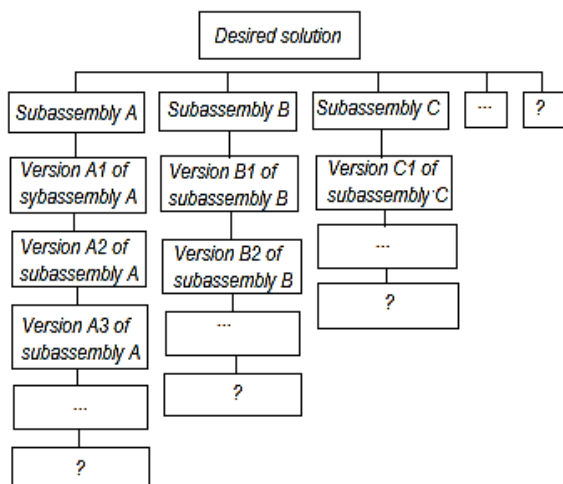 Desired solution
Subassembly A
Subassembly B
Subassembly C
...
?
Version A1 of
sybassembly A
Version B1 of
subassembly B
Version C1 of
subassembly C
Version A2 of
subassembly A
Version B2 of
subassembly B
...
?
Version A3 of
subassembly A
...
?
...
?